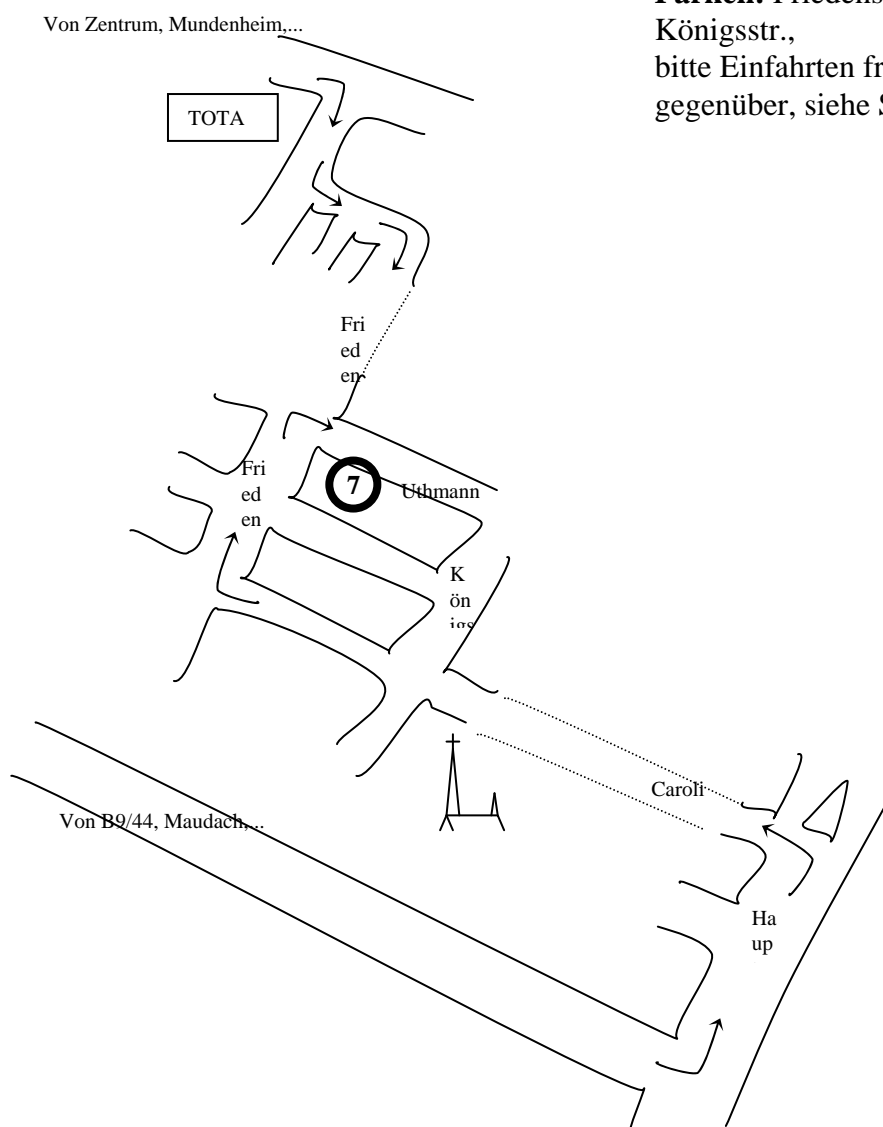 Von Zentrum, Mundenheim,...
Königsstr.,
bitte Einfahrten
gegenüber, siehe
TOTA
Fri
ed
en
Fri
ed
en
7
Uthmann
K
ön
igs
Caroli
Von B9/44, Maudach,...
Ha
up